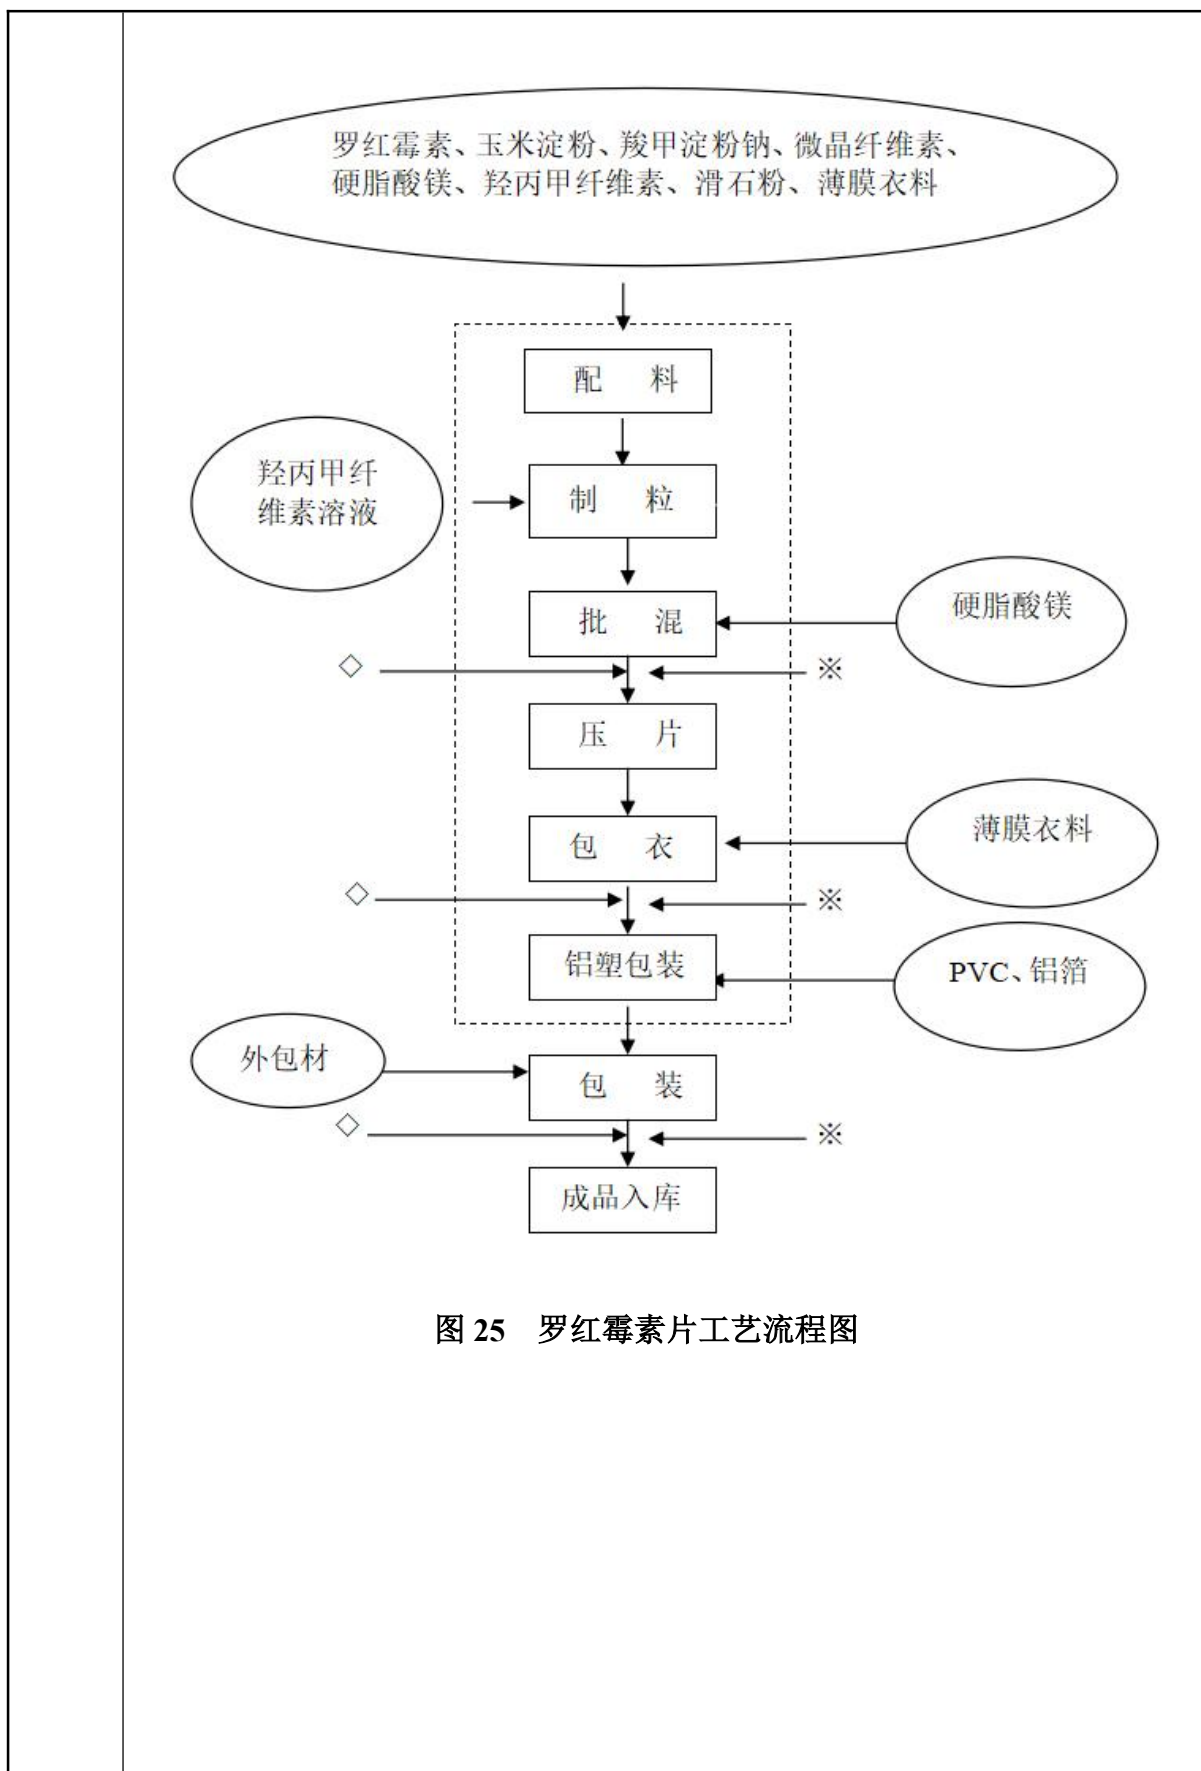 罗红霉素、玉米淀粉、羧甲淀粉钠、微晶纤维素、
硬脂酸镁、羟丙甲纤维素、滑石粉、薄膜衣料
配 料
羟丙甲纤
维素溶液
制 粒
批 混
硬脂酸镁
◇
※
压 片
包 衣
薄膜衣料
◇
※
铝塑包装
PVC、铝箔
外包材
包 装
◇
※
成品入库
图 25 罗红霉素片工艺流程图